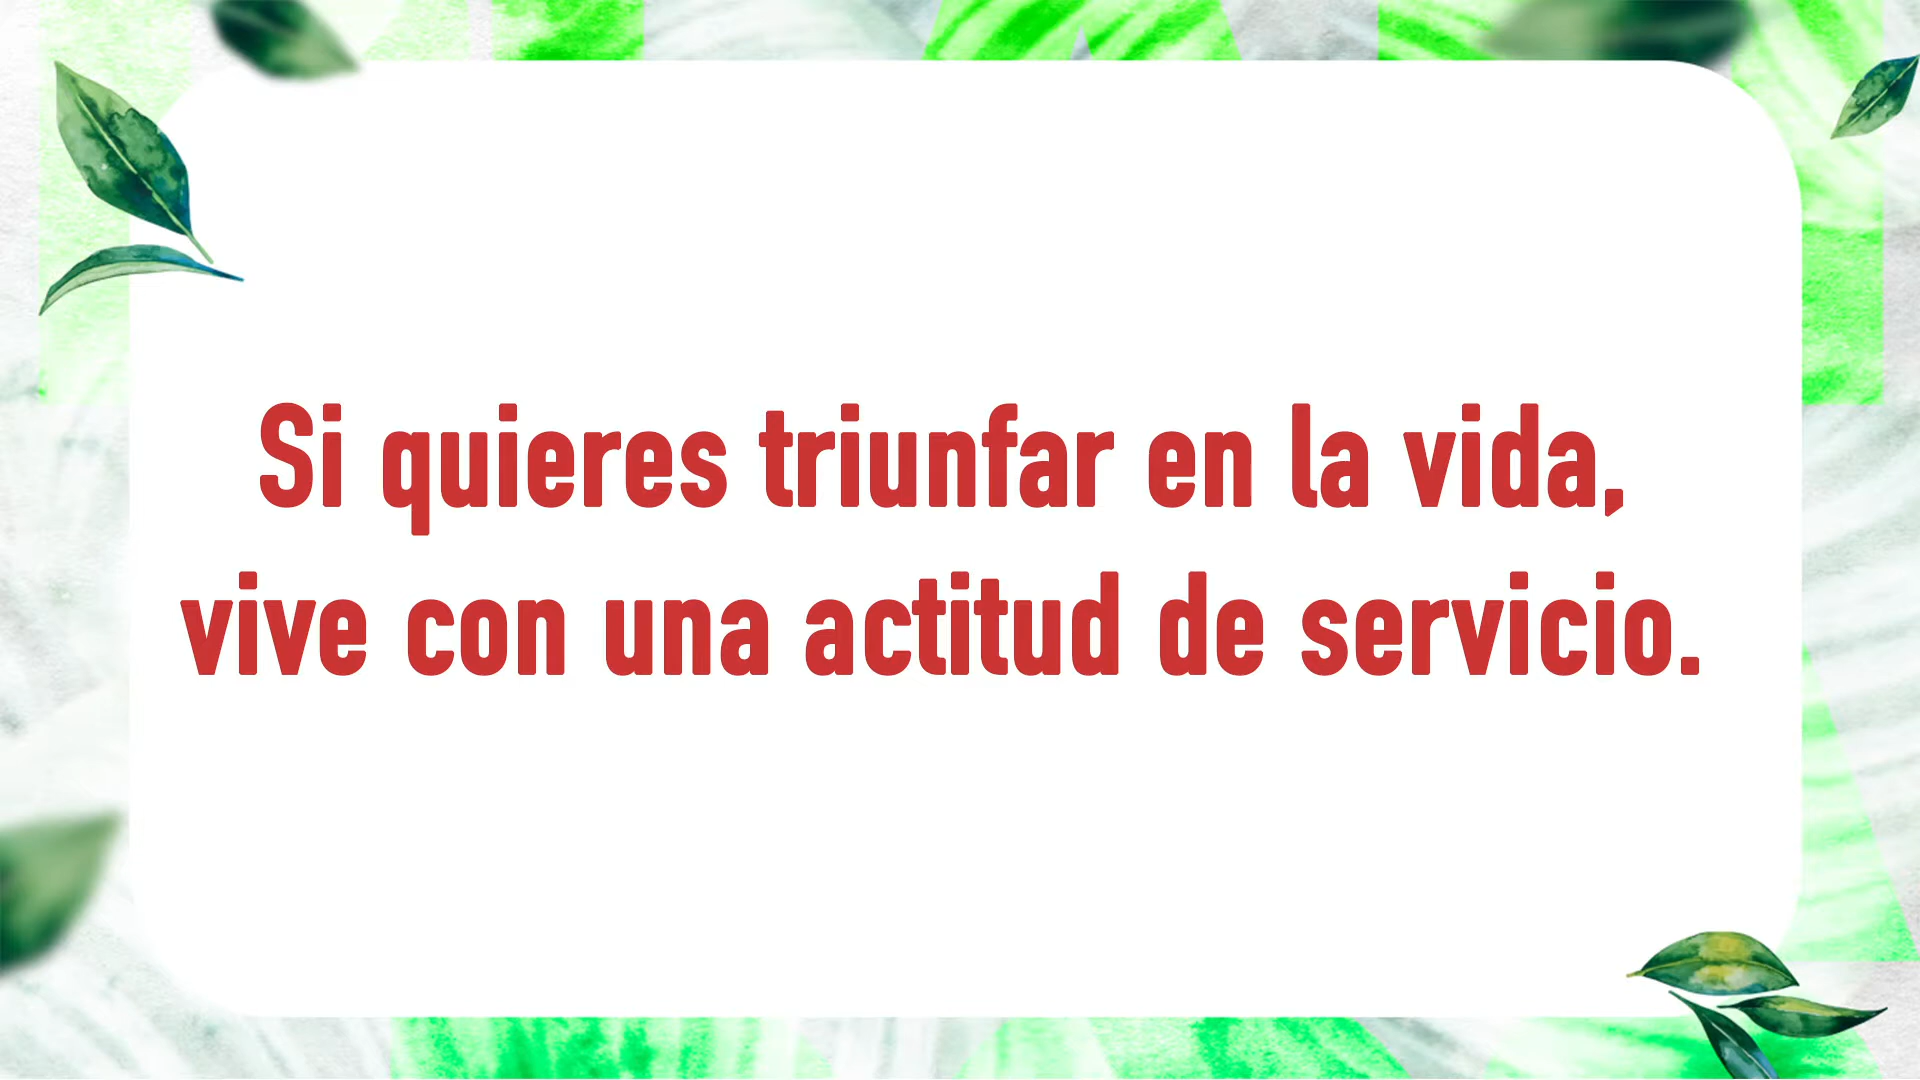 Si quieres triunfar en la vida,
vive con una actitud de servicio.